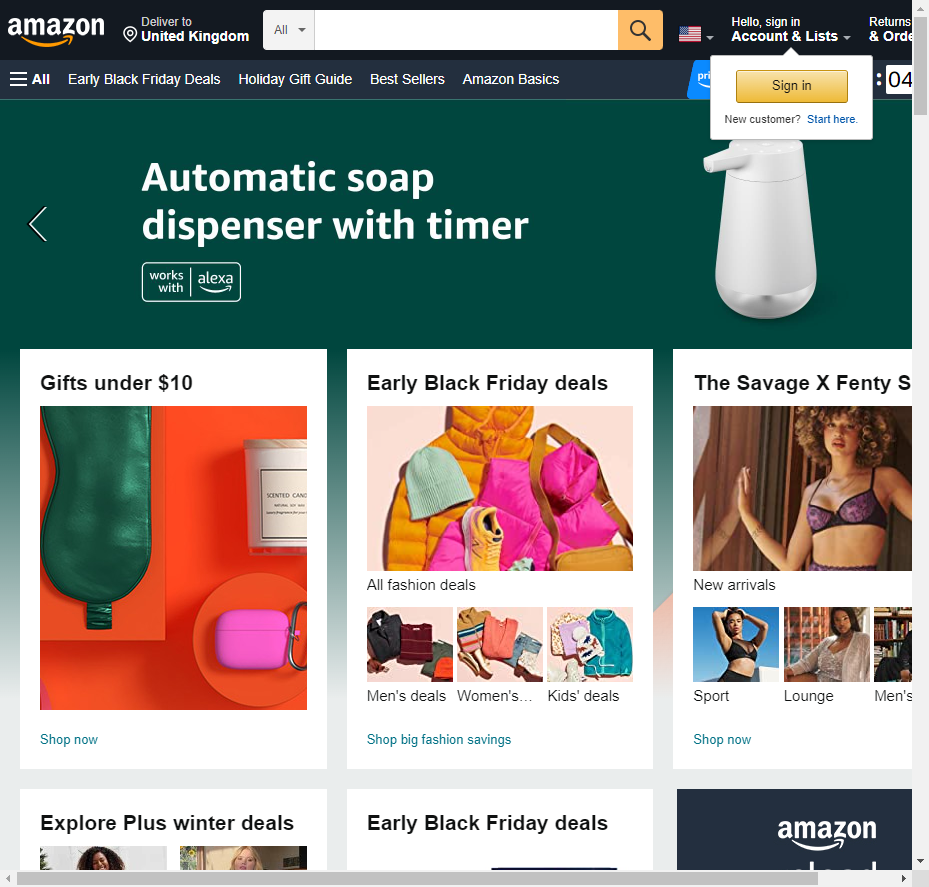 amazon
Deliver to
United Kingdom
All
Hello, sign in
Account & Lists
Returns
& Orde
All
Early Black Friday Deals
Holiday Gift Guide
Best Sellers
Amazon Basics
pri
: 04
Sign in
New customer? Start here.
Automatic soap
dispenser with timer
works
with
alexa
Gifts under $10
SCENTED CAND
Shop now
Early Black Friday deals
All fashion deals
Men's deals
Women's...
Kids' deals
Shop big fashion savings
The Savage X Fenty S
New arrivals
Sport
Lounge
Men's
Shop now
Explore Plus winter deals
Early Black Friday deals
amazon